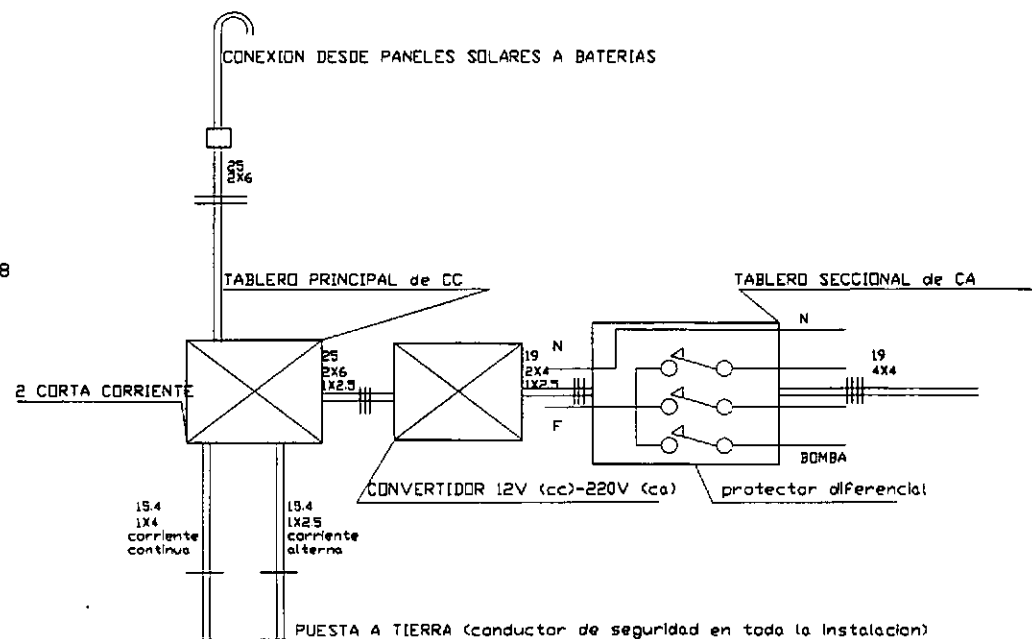 CONEXION DESDE PANELES SOLARES A BATERIAS
25
2X6
8
TABLERO PRINCIPAL de CC
TABLERO SECCIONAL de CA
N
N
25
2X6
1X2.5
19
2X4
1X2.5
19
4X4
2 CORTA CORRIENTE
F
BOMBA
CONVERTIDOR 12V (cc)-220V (ca)
protector diferencial
15.4
1X4
corriente
continua
15.4
1X2.5
corriente
alterna
PUESTA A TIERRA (conductor de seguridad en toda la instalacion)